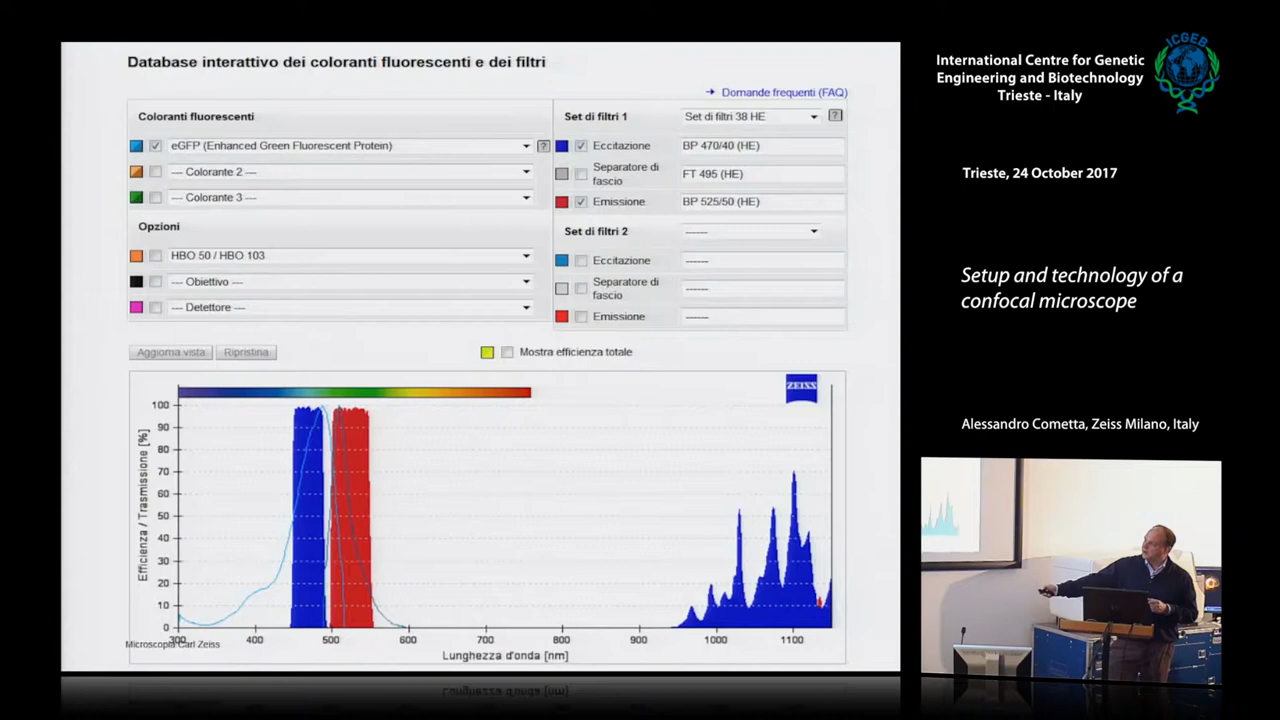 Database interattivo dei coloranti fluorescenti e dei filtri
Domande frequenti (FAQ)
Coloranti fluorescenti
eGFP (Enhanced Green Fluorescent Protein) ?
--- Colorante 2 ---
--- Colorante 3 ---
Opzioni
HBO 50 / HBO 103
--- Obiettivo ---
--- Detettore ---
Set di filtri 1 Set di filtri 38 HE ?
Eccitazione BP 470/40 (HE)
Separatore di
fascio FT 495 (HE)
Emissione BP 525/50 (HE)
Set di filtri 2 ------
Eccitazione ------
Separatore di
fascio ------
Emissione ------
Aggiorna vista Ripristina
Mostra efficienza totale
ZEISS
Efficienza / Trasmissione [%]
100
90
80
70
60
50
40
30
20
10
0
300 400 500 600 700 800 900 1000 1100
Lunghezza d'onda [nm]
Microscopia Carl Zeiss
International Centre for Genetic
Engineering and Biotechnology
Trieste - Italy
ICGEB
Trieste, 24 October 2017
Setup and technology of a
confocal microscope
Alessandro Cometta, Zeiss Milano, Italy